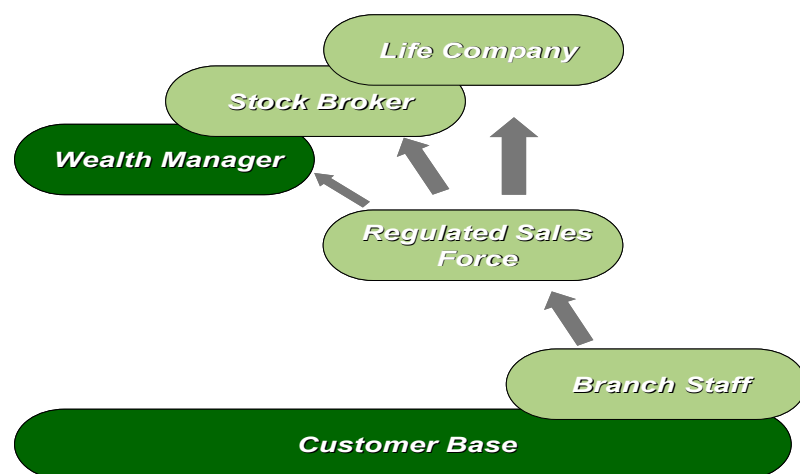 Life Company
Stock Broker
Wealth Manager
Regulated Sales
Force
Branch Staff
Customer Base